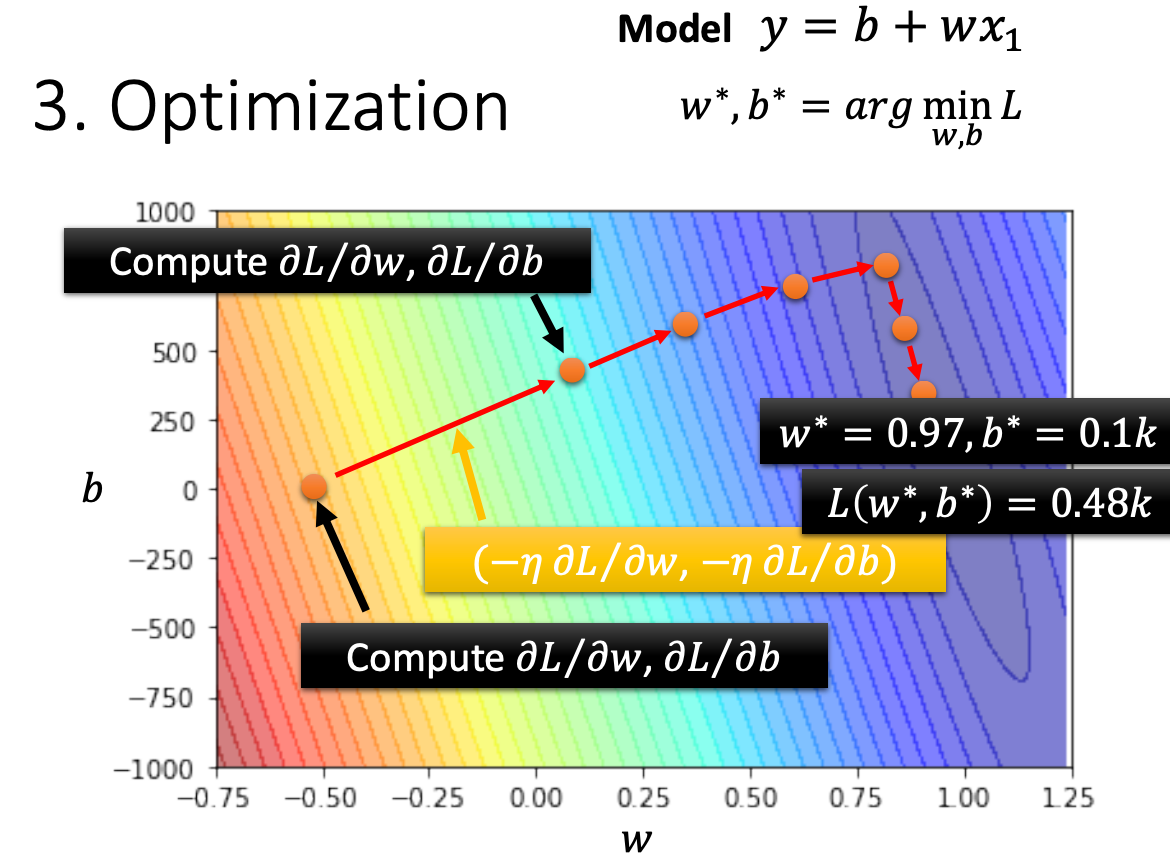 Model y = b + wx₁
3. Optimization
w*, b* = arg min L
w,b
1000
Compute ∂L/∂w, ∂L/∂b
500
250
w* = 0.97, b* = 0.1k
b
0
L(w*, b*) = 0.48k
−250
(−η ∂L/∂w, −η ∂L/∂b)
−500
Compute ∂L/∂w, ∂L/∂b
−750
−1000
−0.75 −0.50 −0.25 0.00 0.25 0.50 0.75 1.00 1.25
w